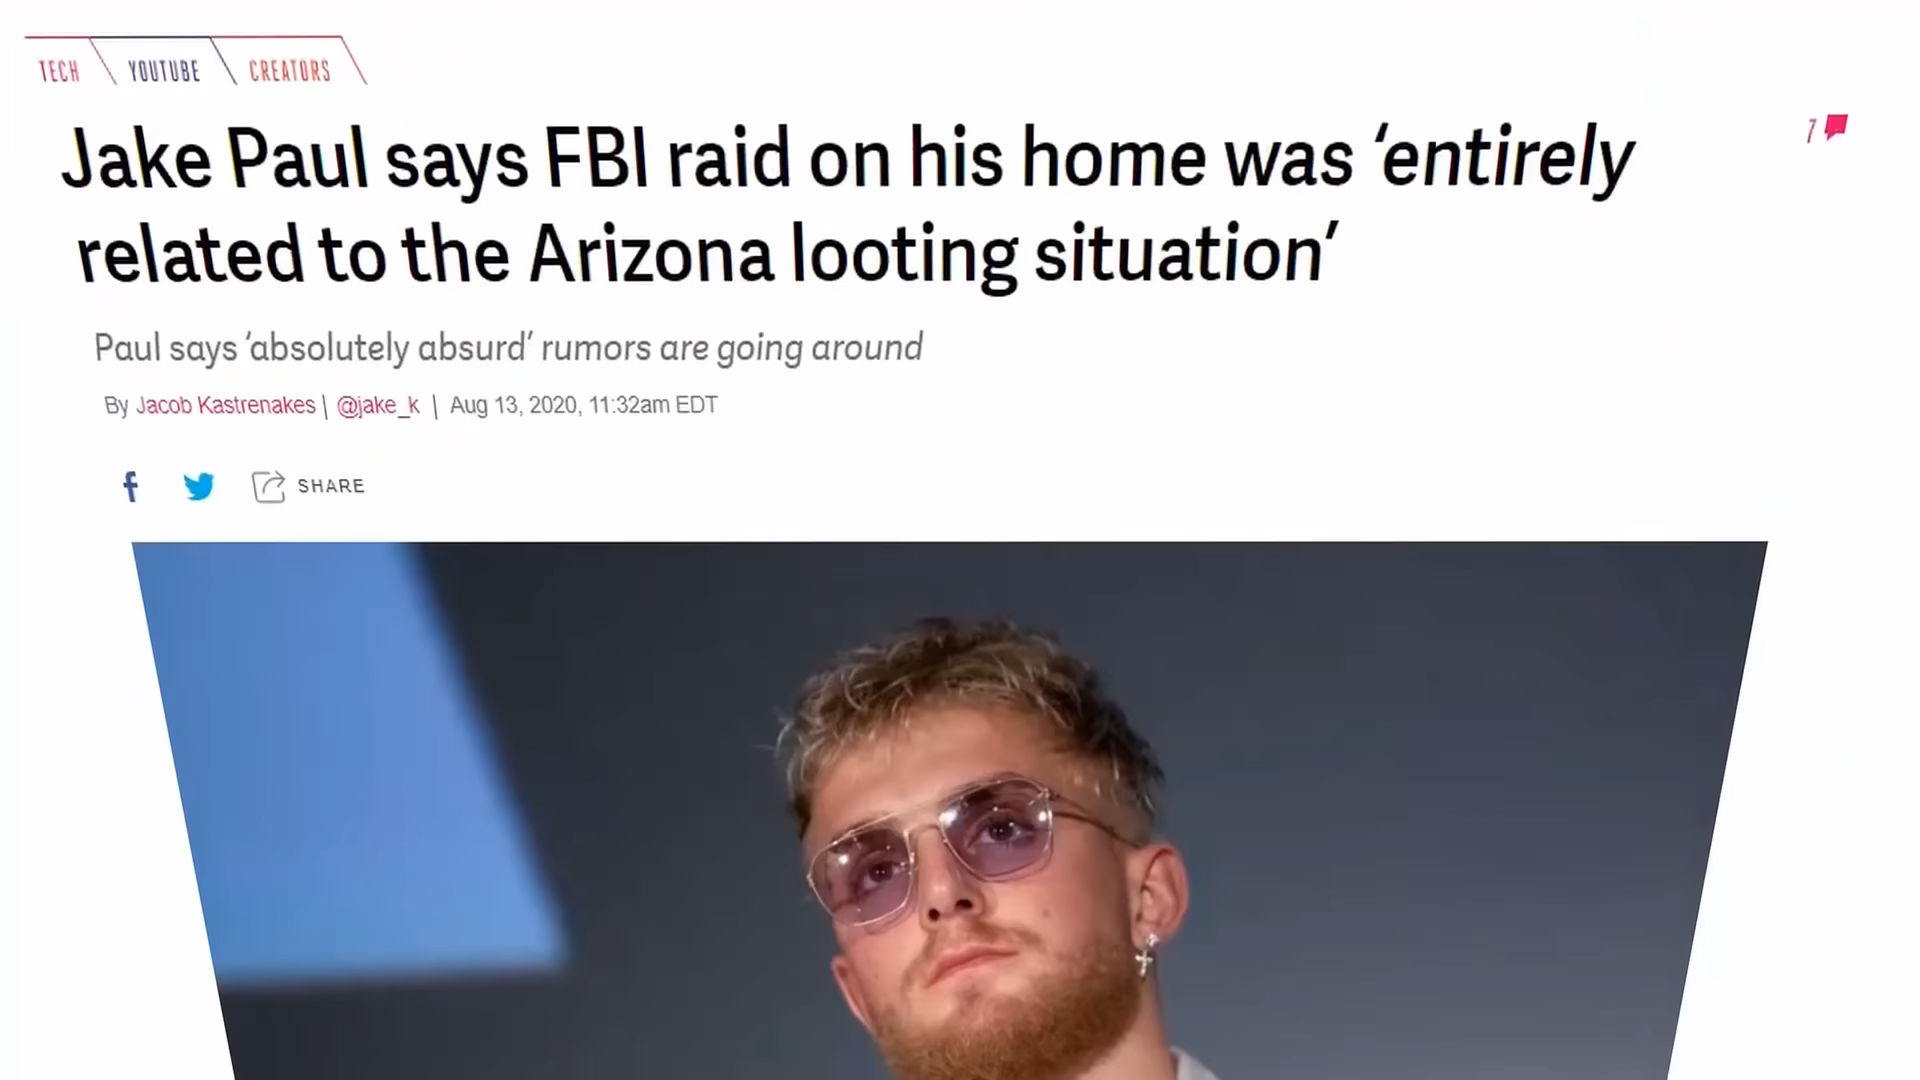 TECH YOUTUBE CREATORS
Jake Paul says FBI raid on his home was ‘entirely
related to the Arizona looting situation’
7
Paul says ‘absolutely absurd’ rumors are going around
By Jacob Kastrenakes | @jake_k | Aug 13, 2020, 11:32am EDT
SHARE